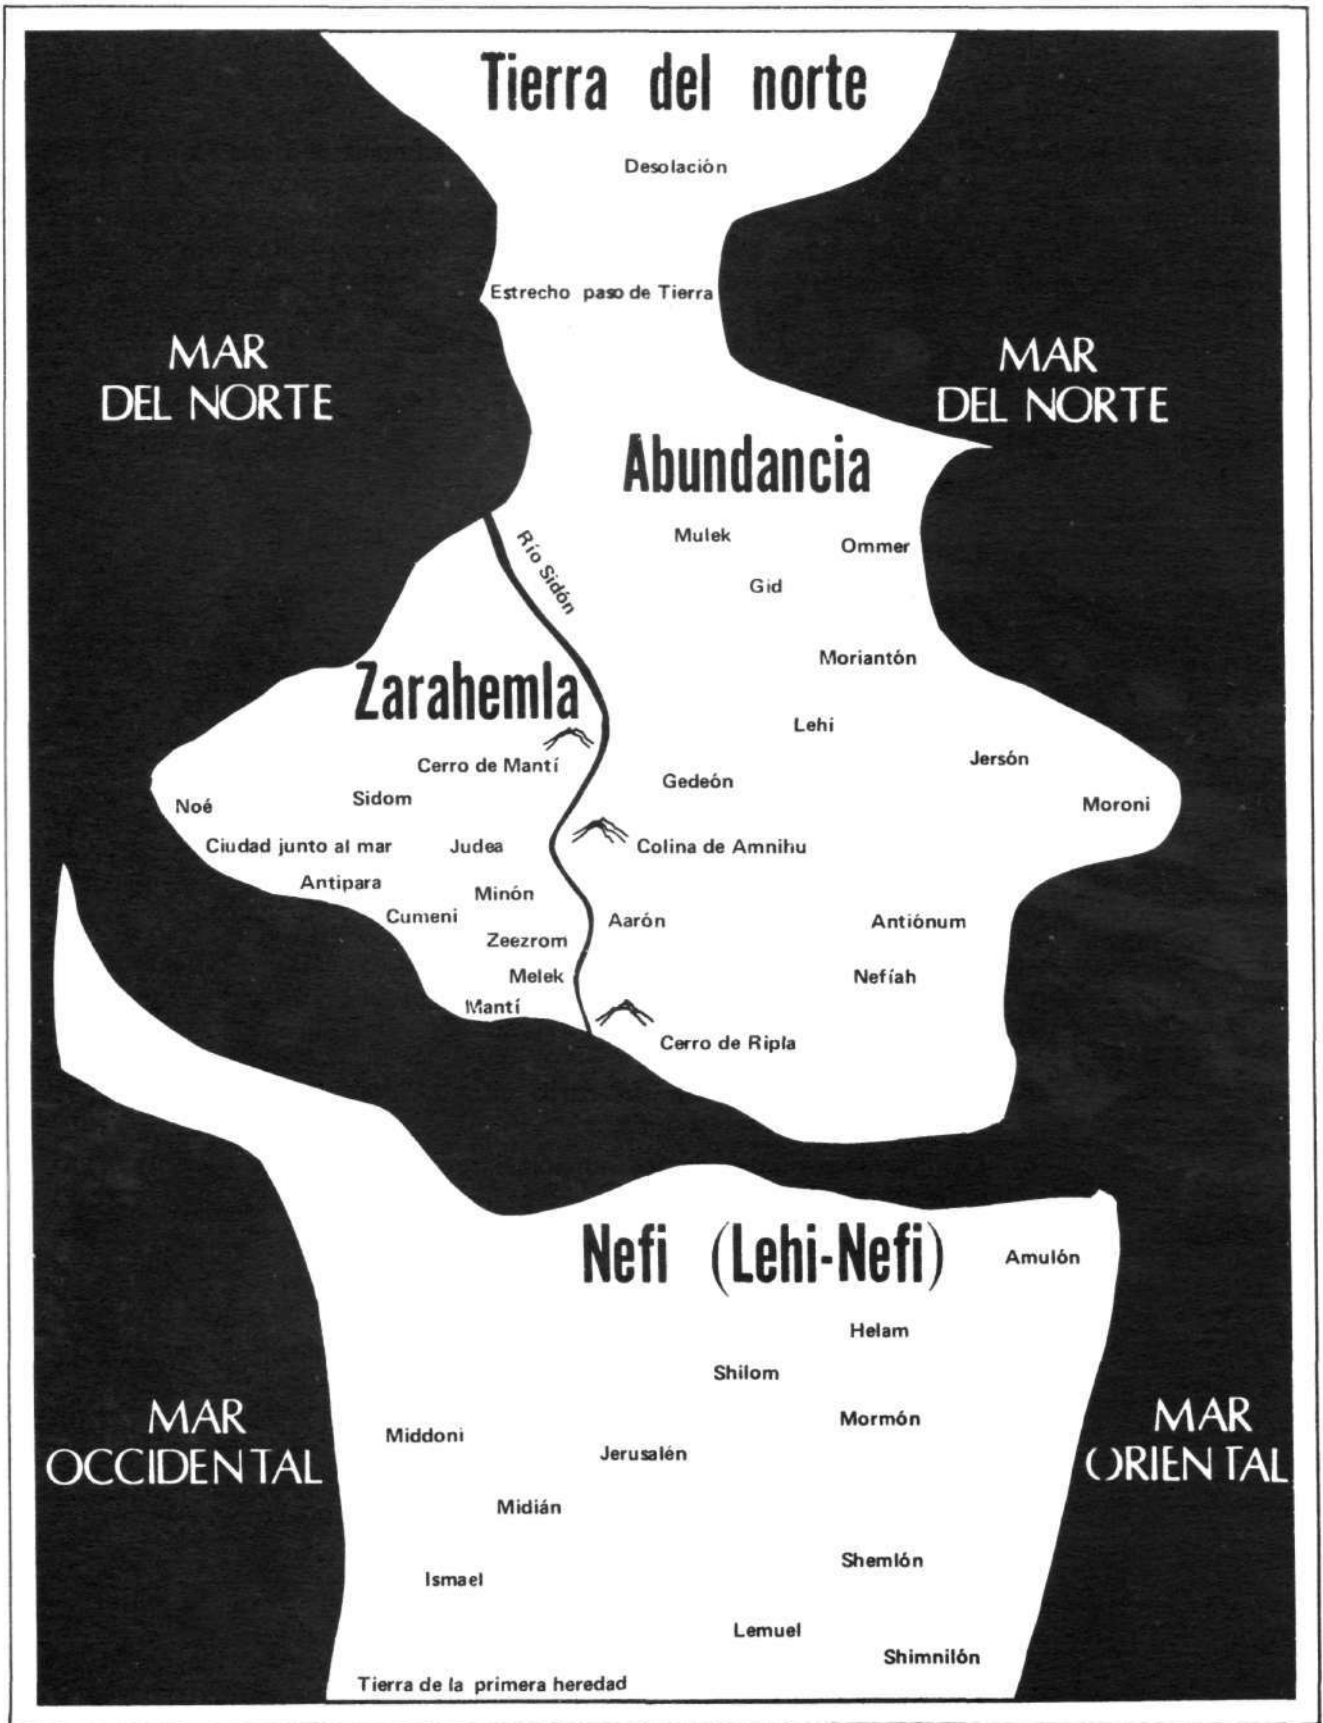 Tierra del norte
Desolación
Estrecho paso de Tierra
MAR
DEL NORTE
MAR
DEL NORTE
Abundancia
Mulek
Ommer
Río Sidón
Gid
Moriantón
Zarahemla
Lehi
Cerro de Mantí
Jersón
Gedeón
Sidom
Noé
Moroni
Ciudad junto al mar
Judea
Colina de Amnihu
Antipara
Minón
Cumeni
Aarón
Antiónum
Zeezrom
Melek
Nefíah
Mantí
Cerro de Ripla
Nefi (Lehi-Nefi)
Amulón
Helam
Shilom
MAR
OCCIDENTAL
Mormón
MAR
ORIENTAL
Middoni
Jerusalén
Midián
Shemlón
Ismael
Lemuel
Shimnilón
Tierra de la primera heredad